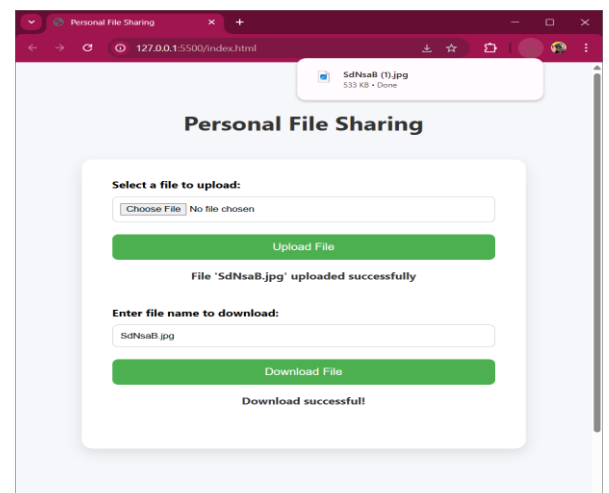 Personal File Sharing
127.0.0.1:5500/index.html
SdNsaB (1).jpg
533 KB • Done
Personal File Sharing
Select a file to upload:
Choose File No file chosen
Upload File
File 'SdNsaB.jpg' uploaded successfully
Enter file name to download:
SdNsaB.jpg
Download File
Download successful!